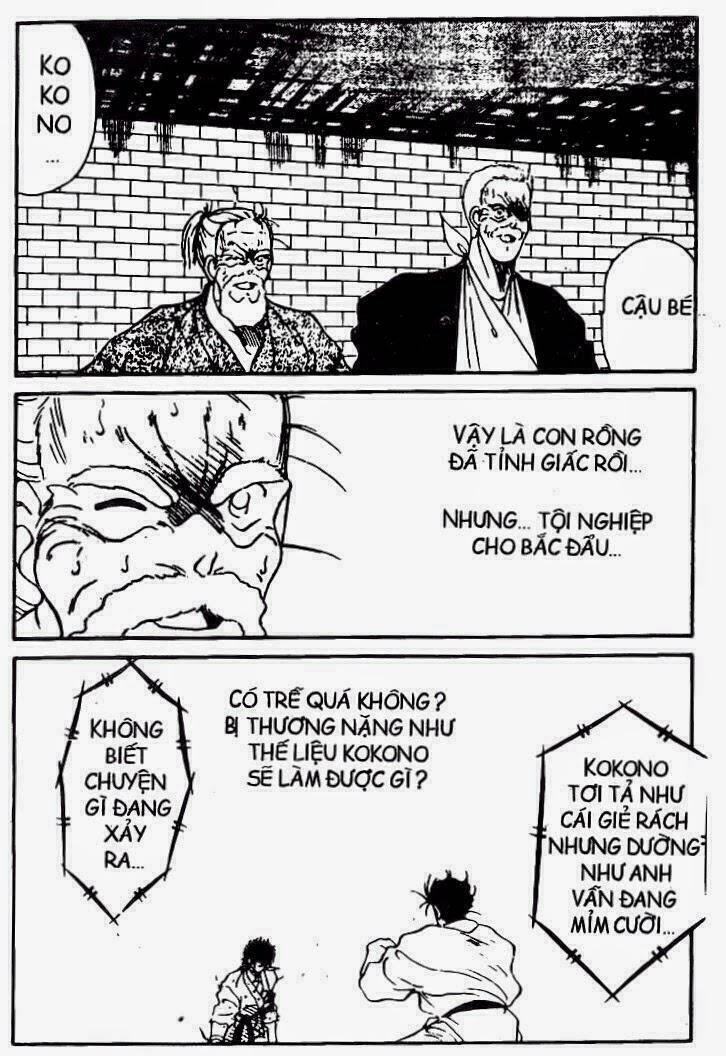 KO
KO
NO
...
CẬU BÉ...
VẬY LÀ CON RỒNG
ĐÃ TỈNH GIẤC RỒI...
NHƯNG... TỘI NGHIỆP
CHO BẮC ĐẨU...
KHÔNG
BIẾT
CHUYỆN
GÌ ĐANG
XẢY
RA...
CÓ TRỄ QUÁ KHÔNG?
BỊ THƯƠNG NẶNG NHƯ
THẾ LIỆU KOKONO
SẼ LÀM ĐƯỢC GÌ?
KOKONO
TƠI TẢ NHƯ
CÁI GIẺ RÁCH
NHƯNG DƯỜNG
NHƯ ANH
VẪN ĐANG
MỈM CƯỜI...